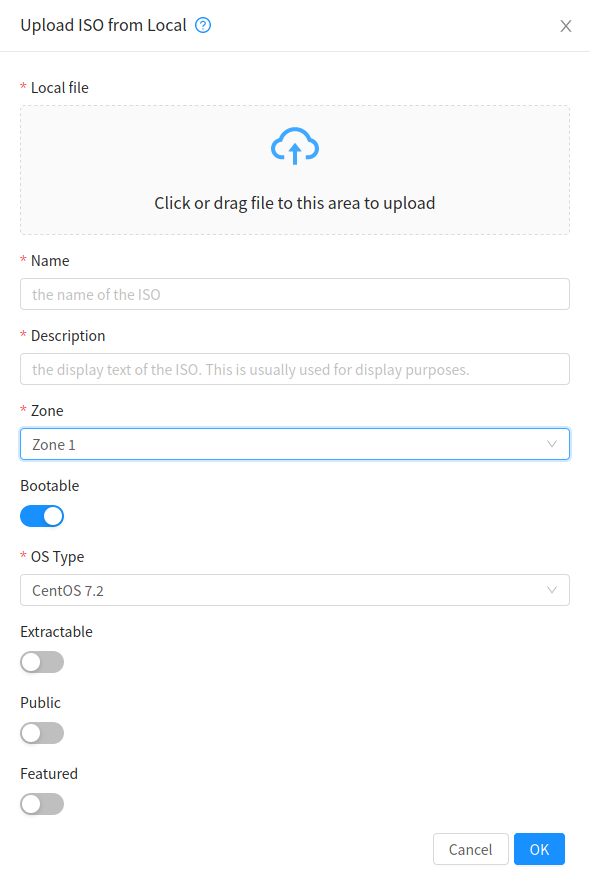 Upload ISO from Local
* Local file
Click or drag file to this area to upload
* Name
the name of the ISO
* Description
the display text of the ISO. This is usually used for display purposes.
* Zone
Zone 1
Bootable
* OS Type
CentOS 7.2
Extractable
Public
Featured
Cancel OK